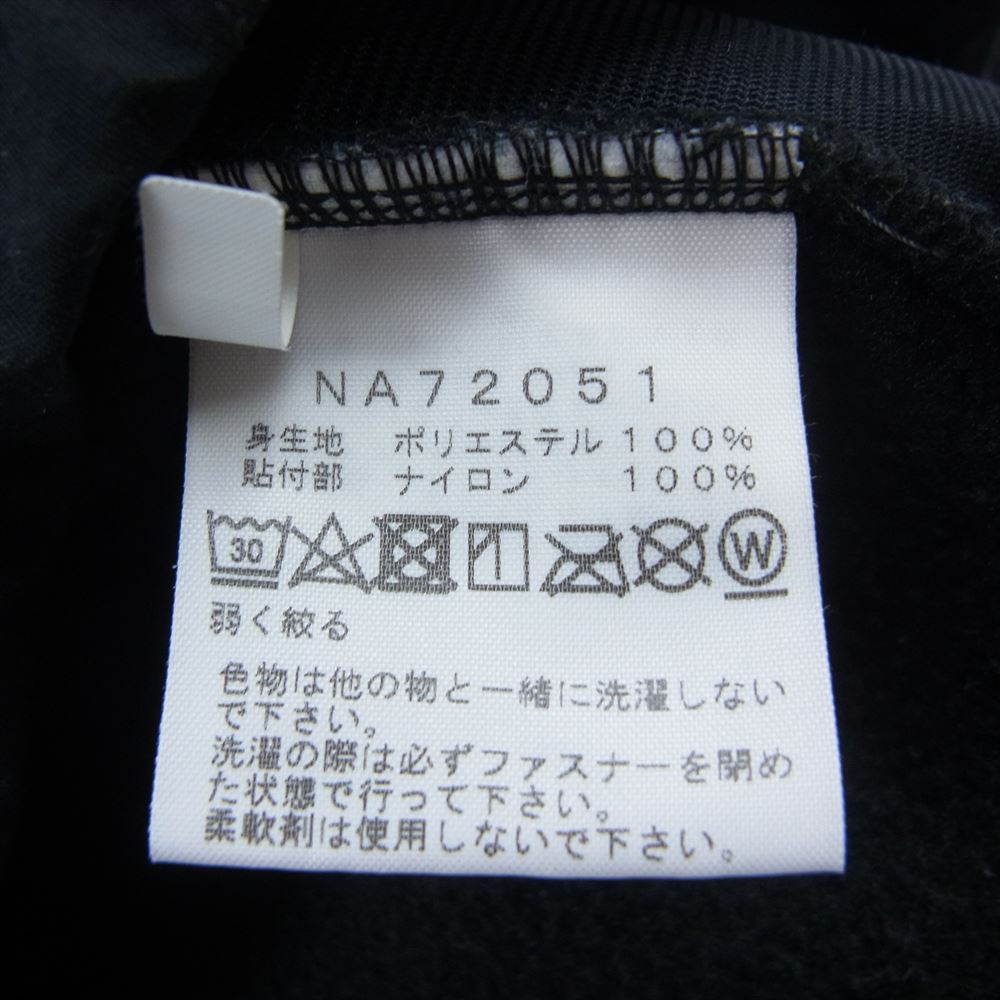 NA72051
身生地 ポリエステル 100%
貼付部 ナイロン 100%
30 W
弱く絞る
色物は他の物と一緒に洗濯しない
で下さい。
洗濯の際は必ずファスナーを閉め
た状態で行って下さい。
柔軟剤は使用しないで下さい。